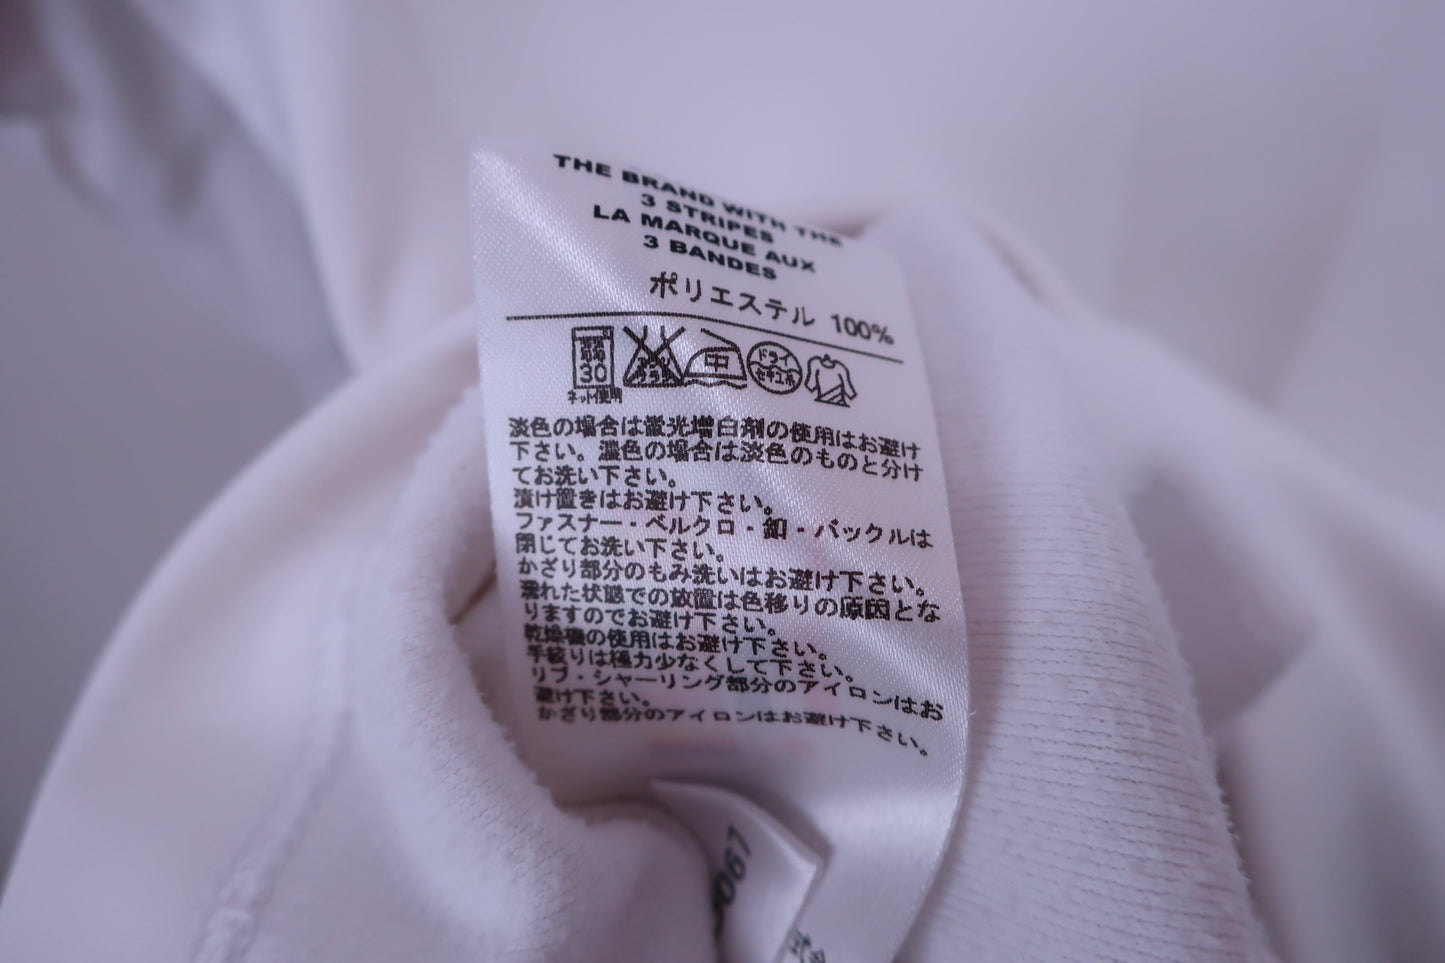 THE BRAND WITH THE
3 STRIPES
LA MARQUE AUX
3 BANDES
ポリエステル 100%
30
中
ドライ
セキユ系
ネット使用
淡色の場合は蛍光増白剤の使用はお避け
下さい。濃色の場合は淡色のものと分け
てお洗い下さい。
漬け置きはお避け下さい。
ファスナー・ベルクロ・釦・バックルは
閉じてお洗い下さい。
かざり部分のもみ洗いはお避け下さい。
濡れた状態での放置は色移りの原因とな
りますのでお避け下さい。
乾燥機の使用はお避け下さい。
手絞りは極力少なくして下さい。
リブ・シャーリング部分のアイロンはお
避け下さい。
かざり部分のアイロンはお避け下さい。
067